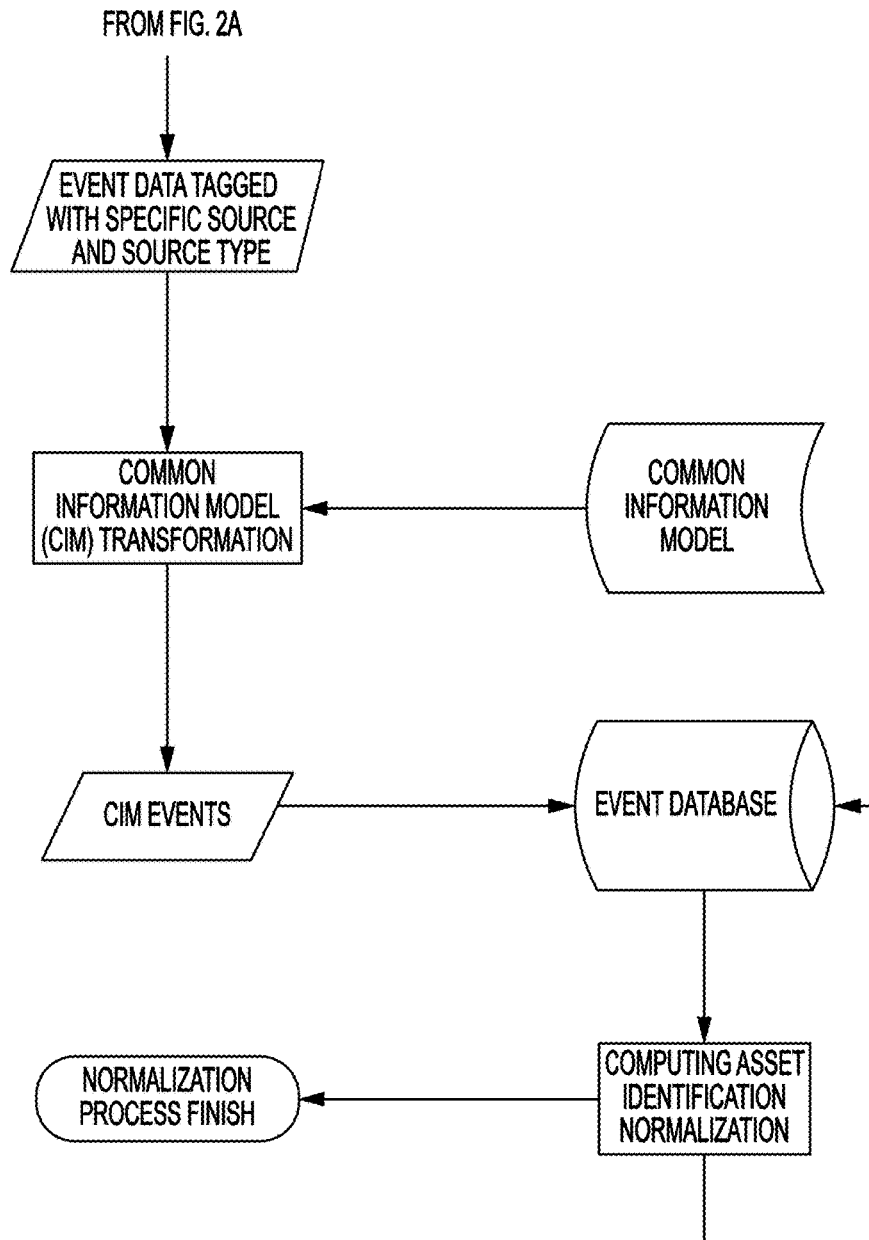 FROM FIG. 2A
EVENT DATA TAGGED
WITH SPECIFIC SOURCE
AND SOURCE TYPE
COMMON
INFORMATION MODEL
(CIM) TRANSFORMATION
COMMON
INFORMATION
MODEL
CIM EVENTS
EVENT DATABASE
NORMALIZATION
PROCESS FINISH
COMPUTING ASSET
IDENTIFICATION
NORMALIZATION